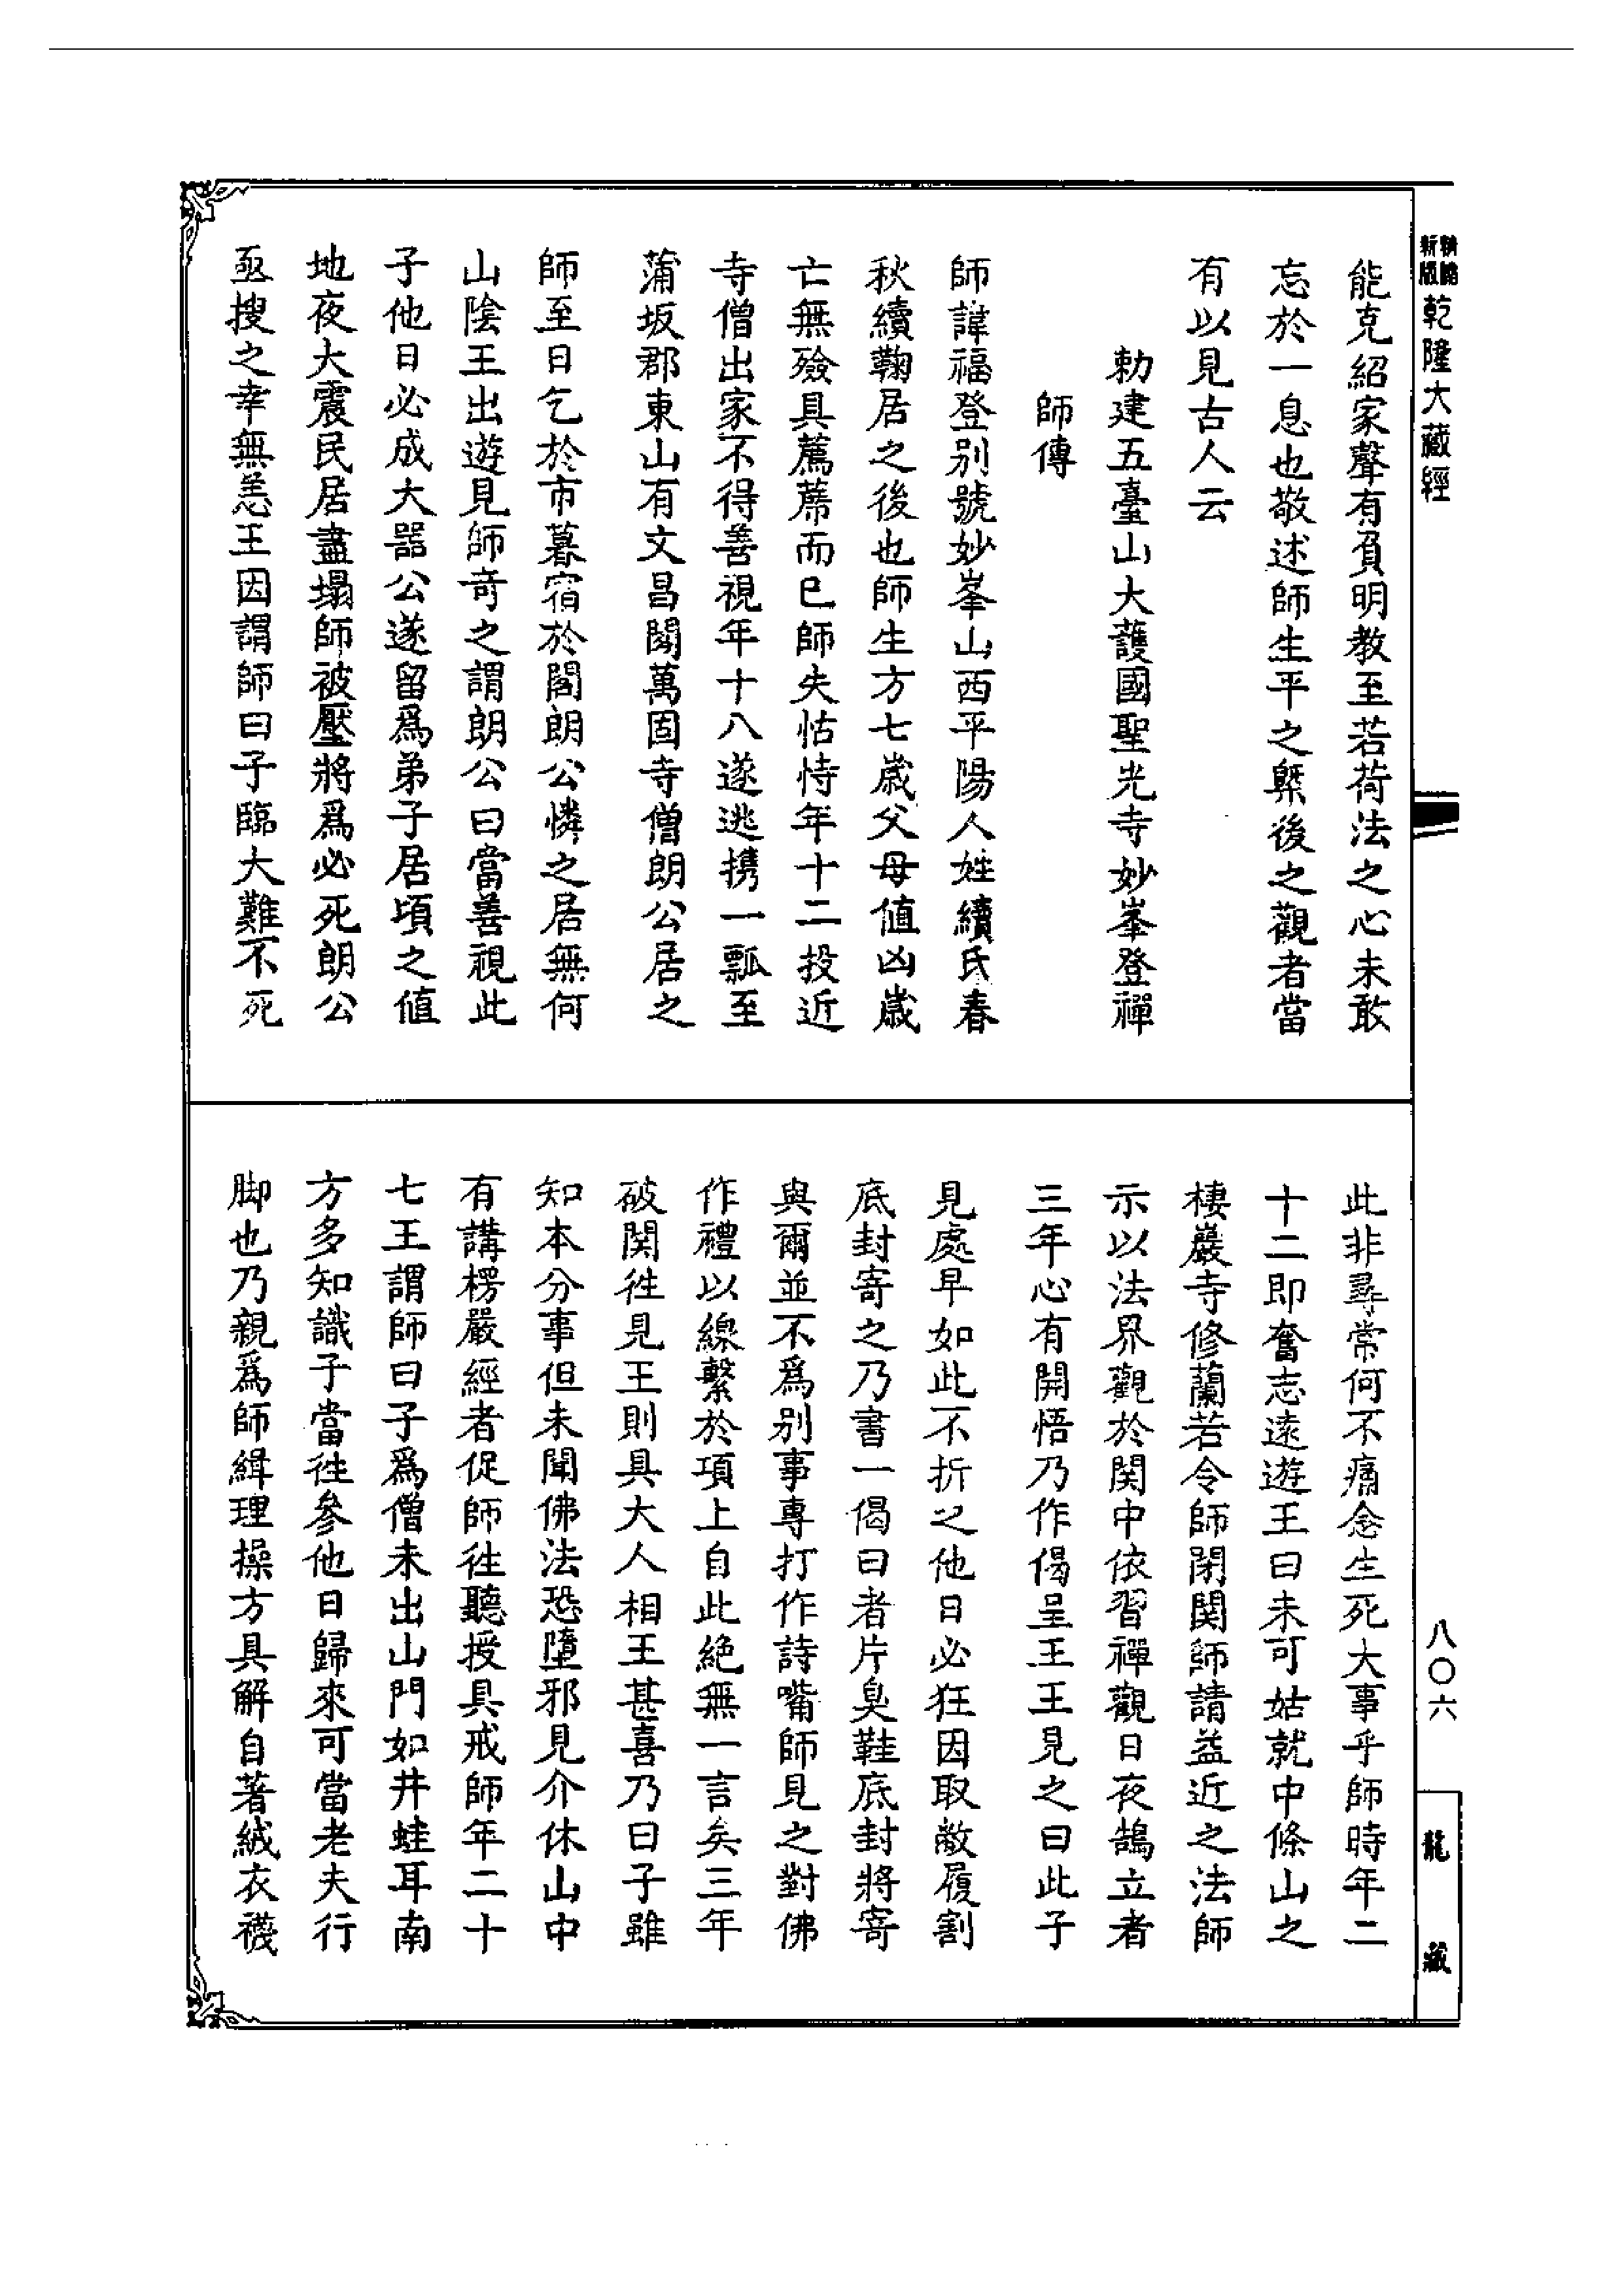 新編縮版乾隆大藏經
能克紹家聲有負明教至若荷法之心未敢
忘於一息也敬述師生平之槩後之觀者當
有以見古人云
勅建五臺山大護國聖光寺妙峯登禪
師傳
師諱福登別號妙峯山西平陽人姓續氏春
秋續鞠居之後也師生方七歲父母值凶歲
亡無殮具薦蓆而已師失怙恃年十二投近
寺僧出家不得善視年十八遂逃携一瓢至
蒲坂郡東山有文昌閣萬固寺僧朗公居之
師至日乞於市暮宿於閣朗公憐之居無何
山陰王出遊見師奇之謂朗公曰當善視此
子他日必成大器公遂留爲弟子居頃之值
地夜大震民居盡塌師被壓將爲必死朗公
亟搜之幸無恙王因謂師曰子臨大難不死
此非尋常何不痛念生死大事乎師時年二
十二即奮志遠遊王曰未可姑就中條山之
棲巖寺修蘭若令師閉関師請益近之法師
示以法界觀於関中依習禪觀日夜鵠立者
三年心有開悟乃作偈呈王王見之曰此子
見處早如此不折之他日必狂因取敝履割
底封寄之乃書一偈曰者片臭鞋底封將寄
與爾並不爲別事專打作詩嘴師見之對佛
作禮以線繫於項上自此絶無一言矣三年
破関徃見王則具大人相王甚喜乃曰子雖
知本分事但未聞佛法恐墮邪見介休山中
有講楞嚴經者促師徃聽授具戒師年二十
七王謂師曰子爲僧未出山門如井蛙耳南
方多知識子當徃參他日歸來可當老夫行
脚也乃親爲師緝理操方具解自著絨衣襪
八〇六
龍藏